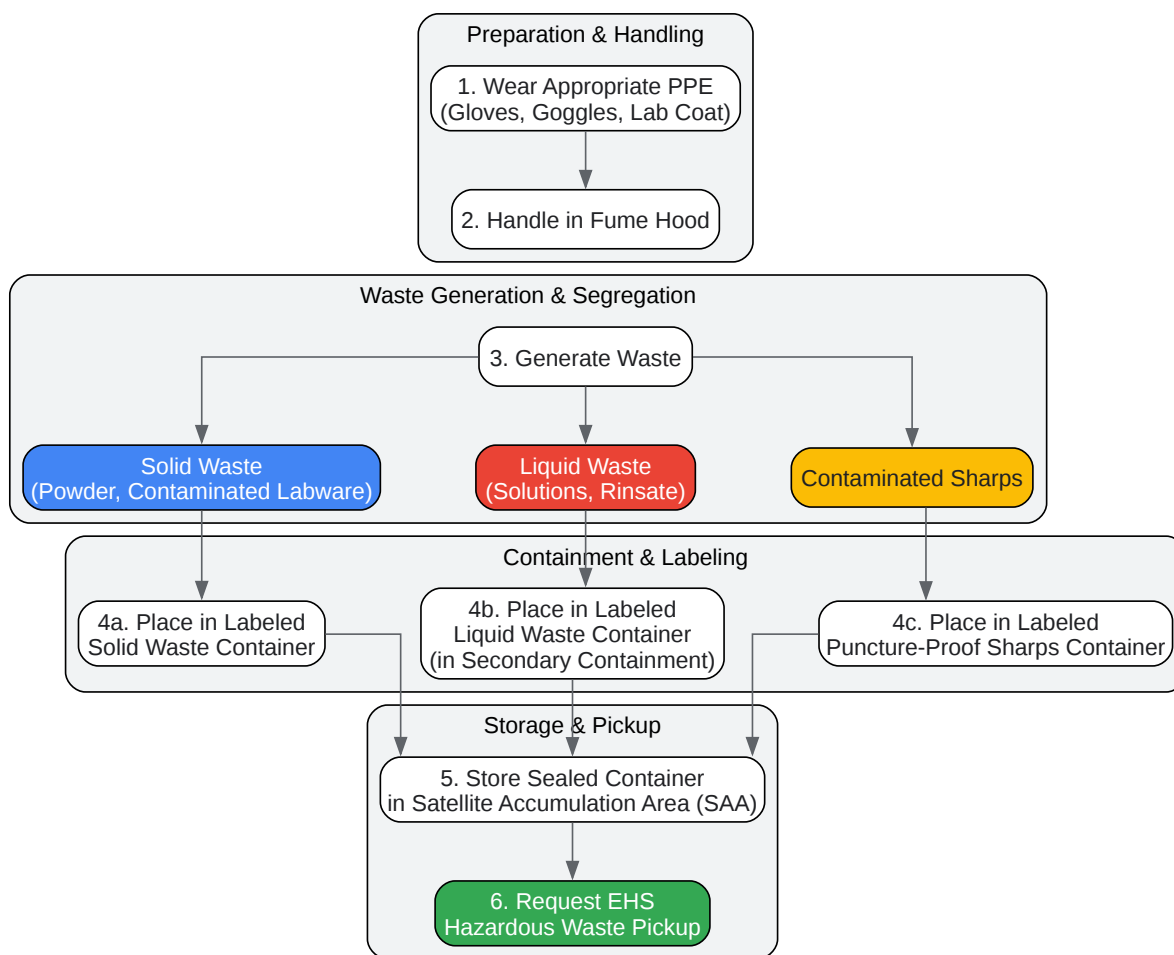 Preparation & Handling
1. Wear Appropriate PPE
(Gloves, Goggles, Lab Coat)
2. Handle in Fume Hood
Waste Generation & Segregation
3. Generate Waste
Solid Waste
(Powder, Contaminated Labware)
Liquid Waste
(Solutions, Rinsate)
Contaminated Sharps
Containment & Labeling
4a. Place in Labeled
Solid Waste Container
4b. Place in Labeled
Liquid Waste Container
(in Secondary Containment)
4c. Place in Labeled
Puncture-Proof Sharps Container
Storage & Pickup
5. Store Sealed Container
in Satellite Accumulation Area (SAA)
6. Request EHS
Hazardous Waste Pickup